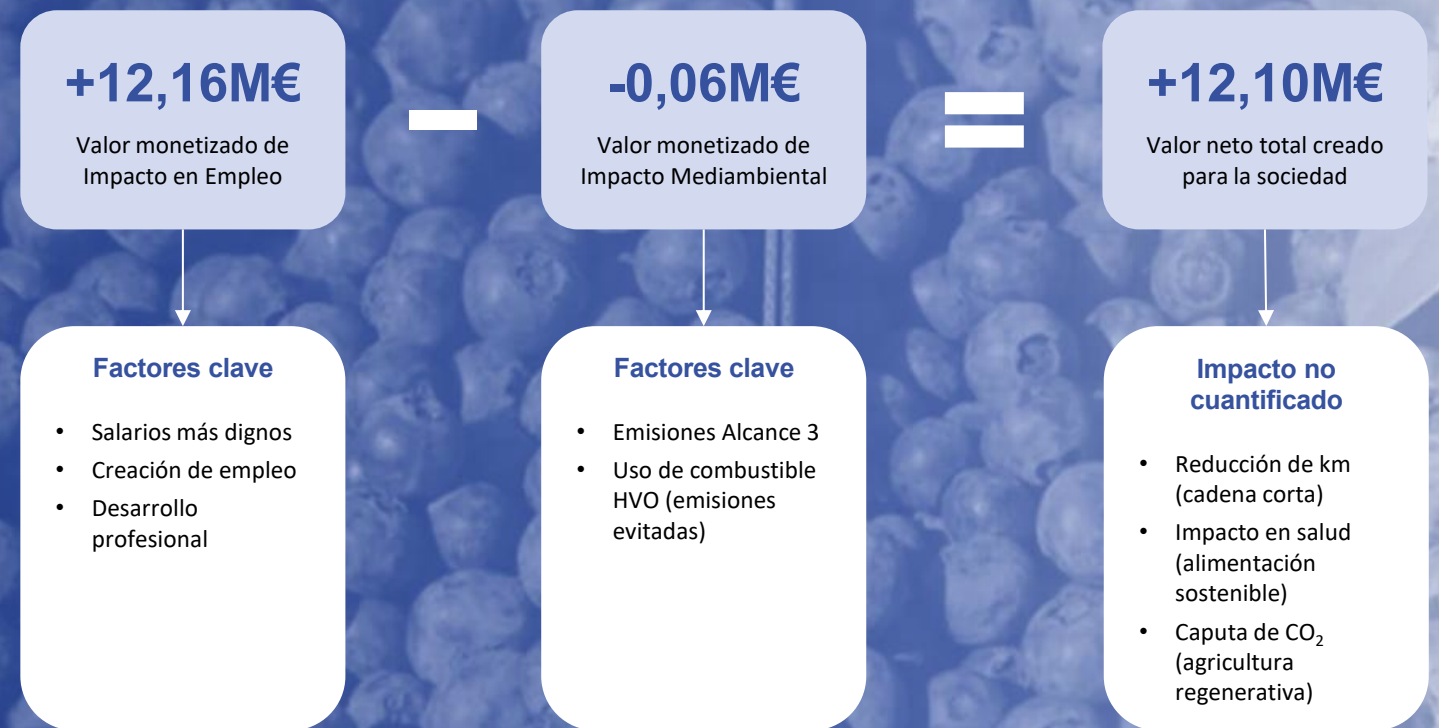 +12,16M€
Valor monetizado de
Impacto en Empleo
-
-0,06M€
Valor monetizado de
Impacto Mediambiental
=
+12,10M€
Valor neto total creado
para la sociedad
Factores clave
• Salarios más dignos
• Creación de empleo
• Desarrollo
profesional
Factores clave
• Emisiones Alcance 3
• Uso de combustible
HVO (emisiones
evitadas)
Impacto no
cuantificado
• Reducción de km
(cadena corta)
• Impacto en salud
(alimentación
sostenible)
• Caputa de CO₂
(agricultura
regenerativa)